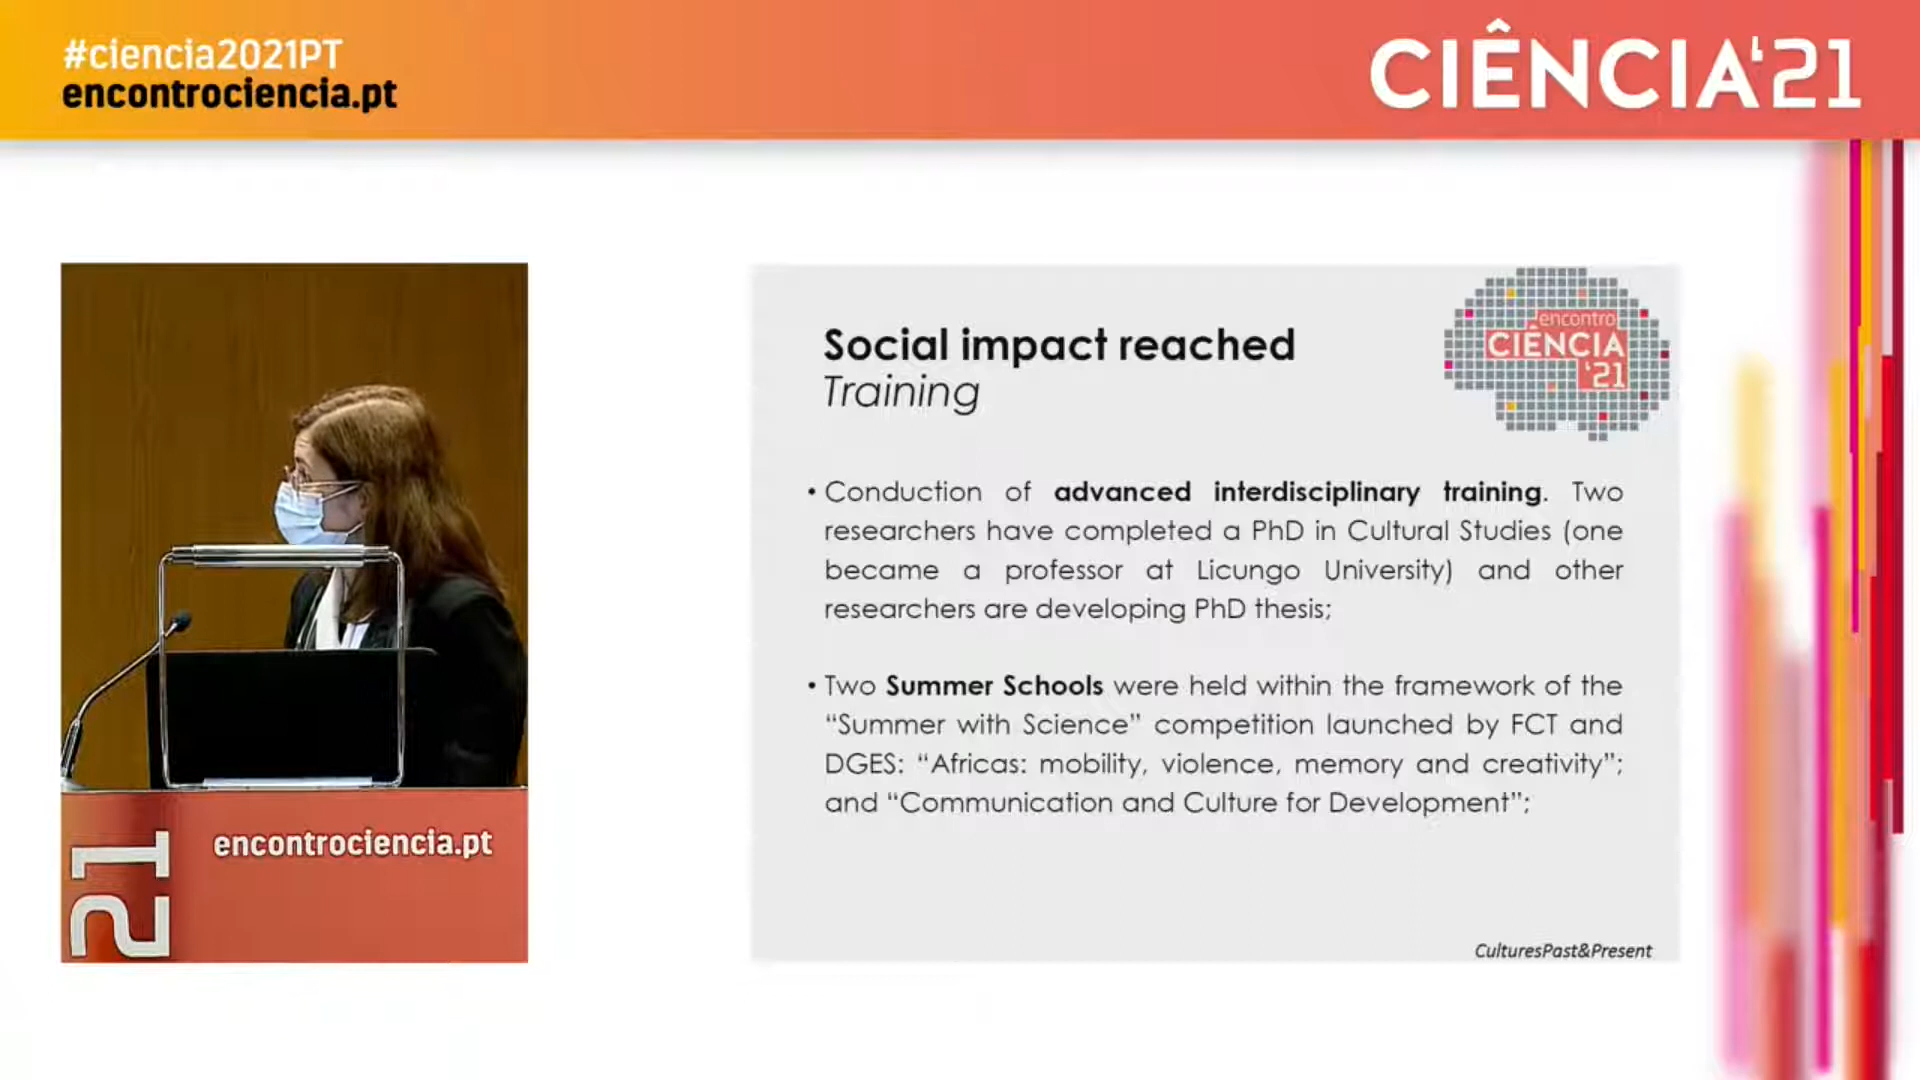 #ciencia2021PT
encontrociencia.pt
CIÊNCIA'21
encontrociencia.pt
21
Social impact reached
Training
encontro
CIÊNCIA
'21
• Conduction of advanced interdisciplinary training. Two
researchers have completed a PhD in Cultural Studies (one
became a professor at Licungo University) and other
researchers are developing PhD thesis;
• Two Summer Schools were held within the framework of the
“Summer with Science” competition launched by FCT and
DGES: “Africas: mobility, violence, memory and creativity”;
and “Communication and Culture for Development”;
CulturesPast&Present